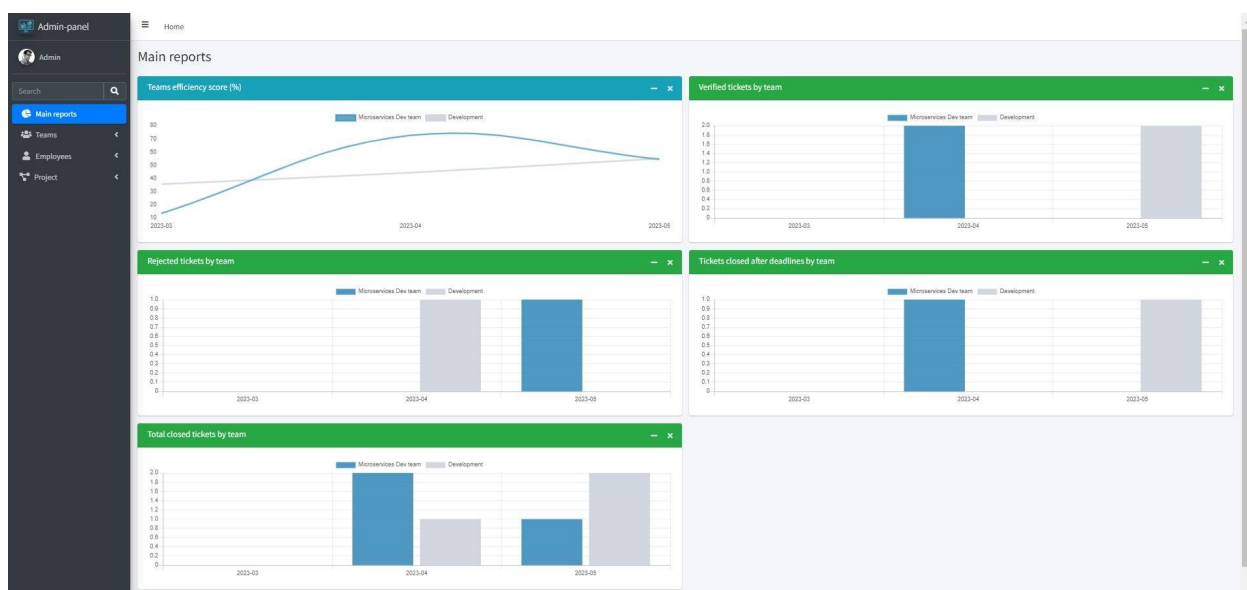 Admin-panel
Home
Admin
Search
Main reports
Teams
Employees
Project
Main reports
Teams efficiency score (%)
Microservices Dev team Development
80
70
60
50
40
30
20
10
2023-03 2023-04 2023-05
Verified tickets by team
Microservices Dev team Development
2.0
1.8
1.6
1.4
1.2
1.0
0.8
0.6
0.4
0.2
0
2023-03 2023-04 2023-05
Rejected tickets by team
Microservices Dev team Development
1.0
0.9
0.8
0.7
0.6
0.5
0.4
0.3
0.2
0.1
0
2023-03 2023-04 2023-05
Tickets closed after deadlines by team
Microservices Dev team Development
1.0
0.9
0.8
0.7
0.6
0.5
0.4
0.3
0.2
0.1
0
2023-03 2023-04 2023-05
Total closed tickets by team
Microservices Dev team Development
2.0
1.8
1.6
1.4
1.2
1.0
0.8
0.6
0.4
0.2
0
2023-03 2023-04 2023-05